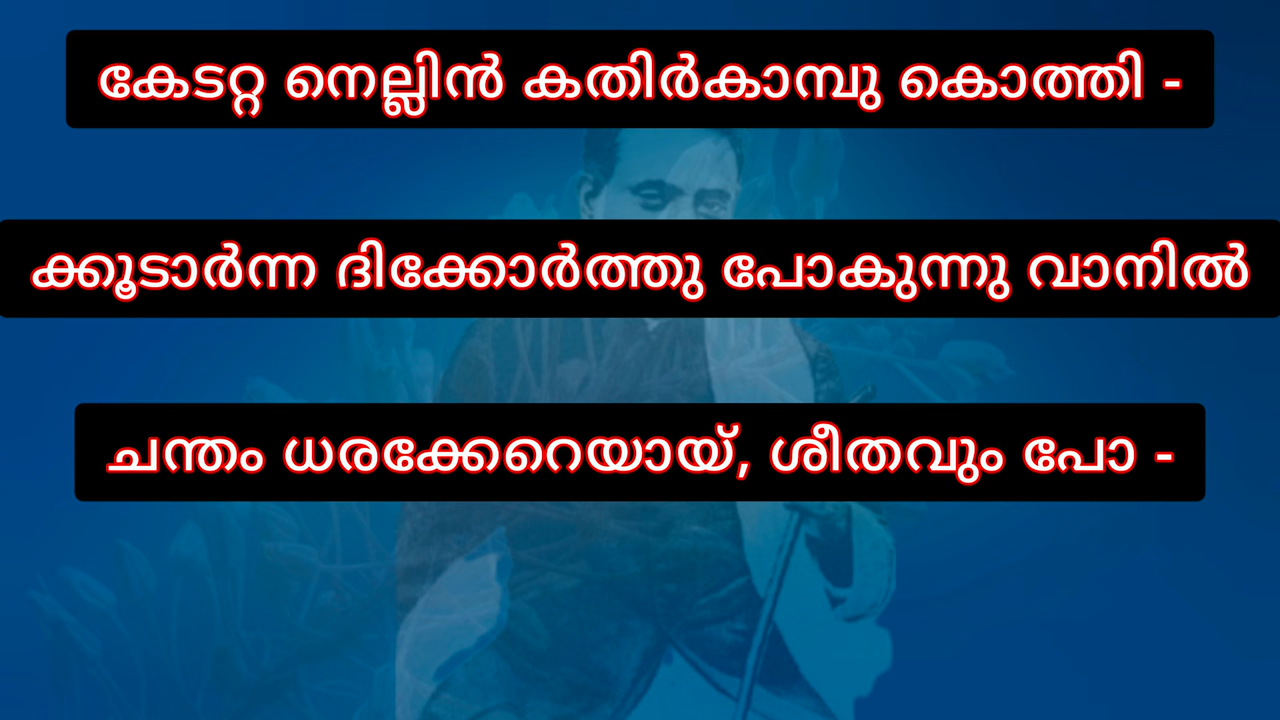 കേടറ്റ നെല്ലിൻ കതിർകാമ്പു കൊത്തി -
ക്കൂടാർന്ന ദിക്കോർത്തു പോകുന്നു വാനിൽ
ചന്തം ധരക്കേറെയായ്, ശീതവും പോ -